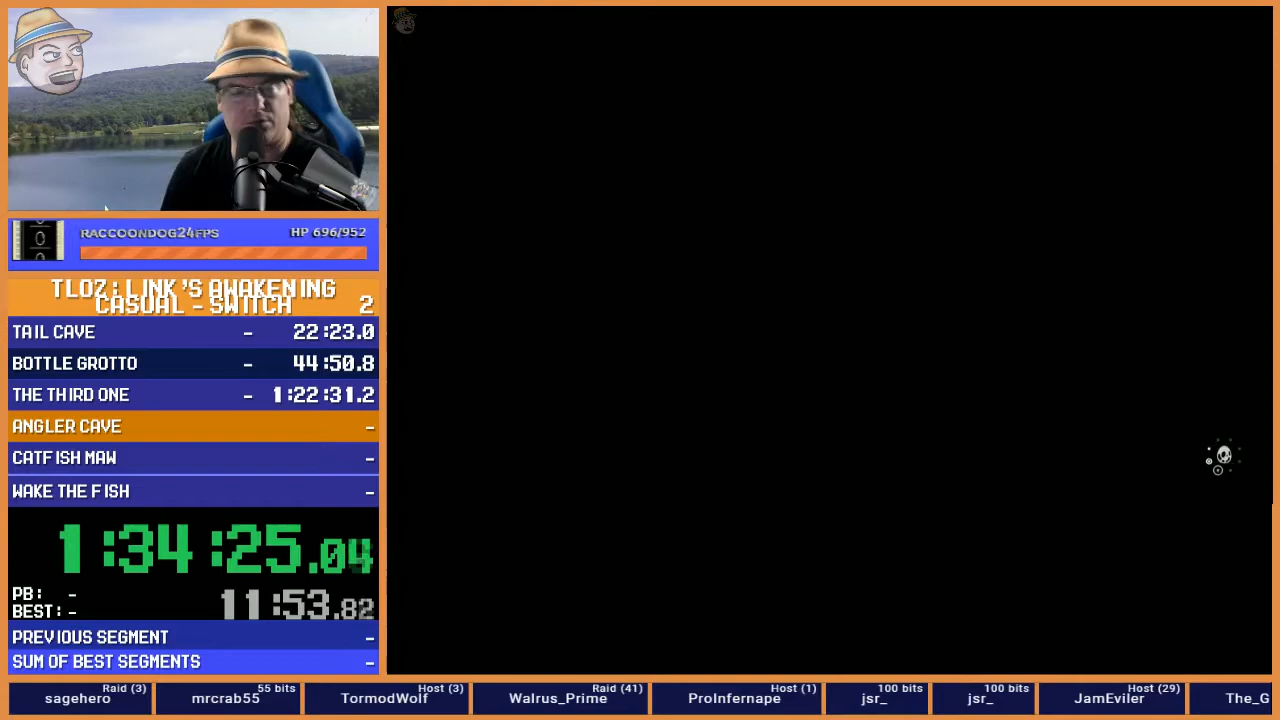 RACCOONDOG24FPS HP 696/952
TLOZ: LINK'S AWAKENING
CASUAL - SWITCH 2
TAIL CAVE - 22:23.0
BOTTLE GROTTO - 44:50.8
THE THIRD ONE - 1:22:31.2
ANGLER CAVE -
CATFISH MAW -
WAKE THE FISH -
1:34:25.04
PB: -
BEST: -
11:53.82
PREVIOUS SEGMENT -
SUM OF BEST SEGMENTS -
Raid (3) 55 bits Host (3) Raid (41) Host (1) 100 bits 100 bits Host (29)
sagehero mrcrab55 TormodWolf Walrus_Prime ProInfernape jsr_ jsr_ JamEviler The_G